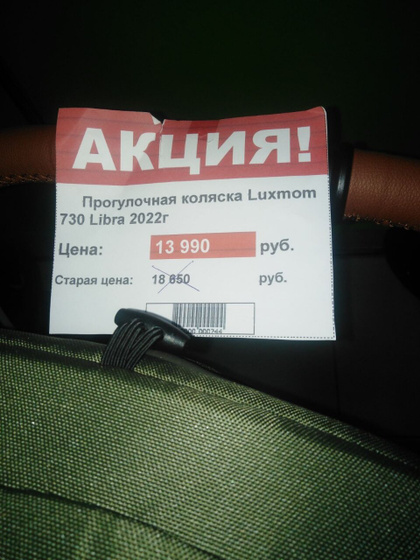 АКЦИЯ!
Прогулочная коляска Luxmom
730 Libra 2022г
Цена: 13 990 руб.
Старая цена: 18 850 руб.